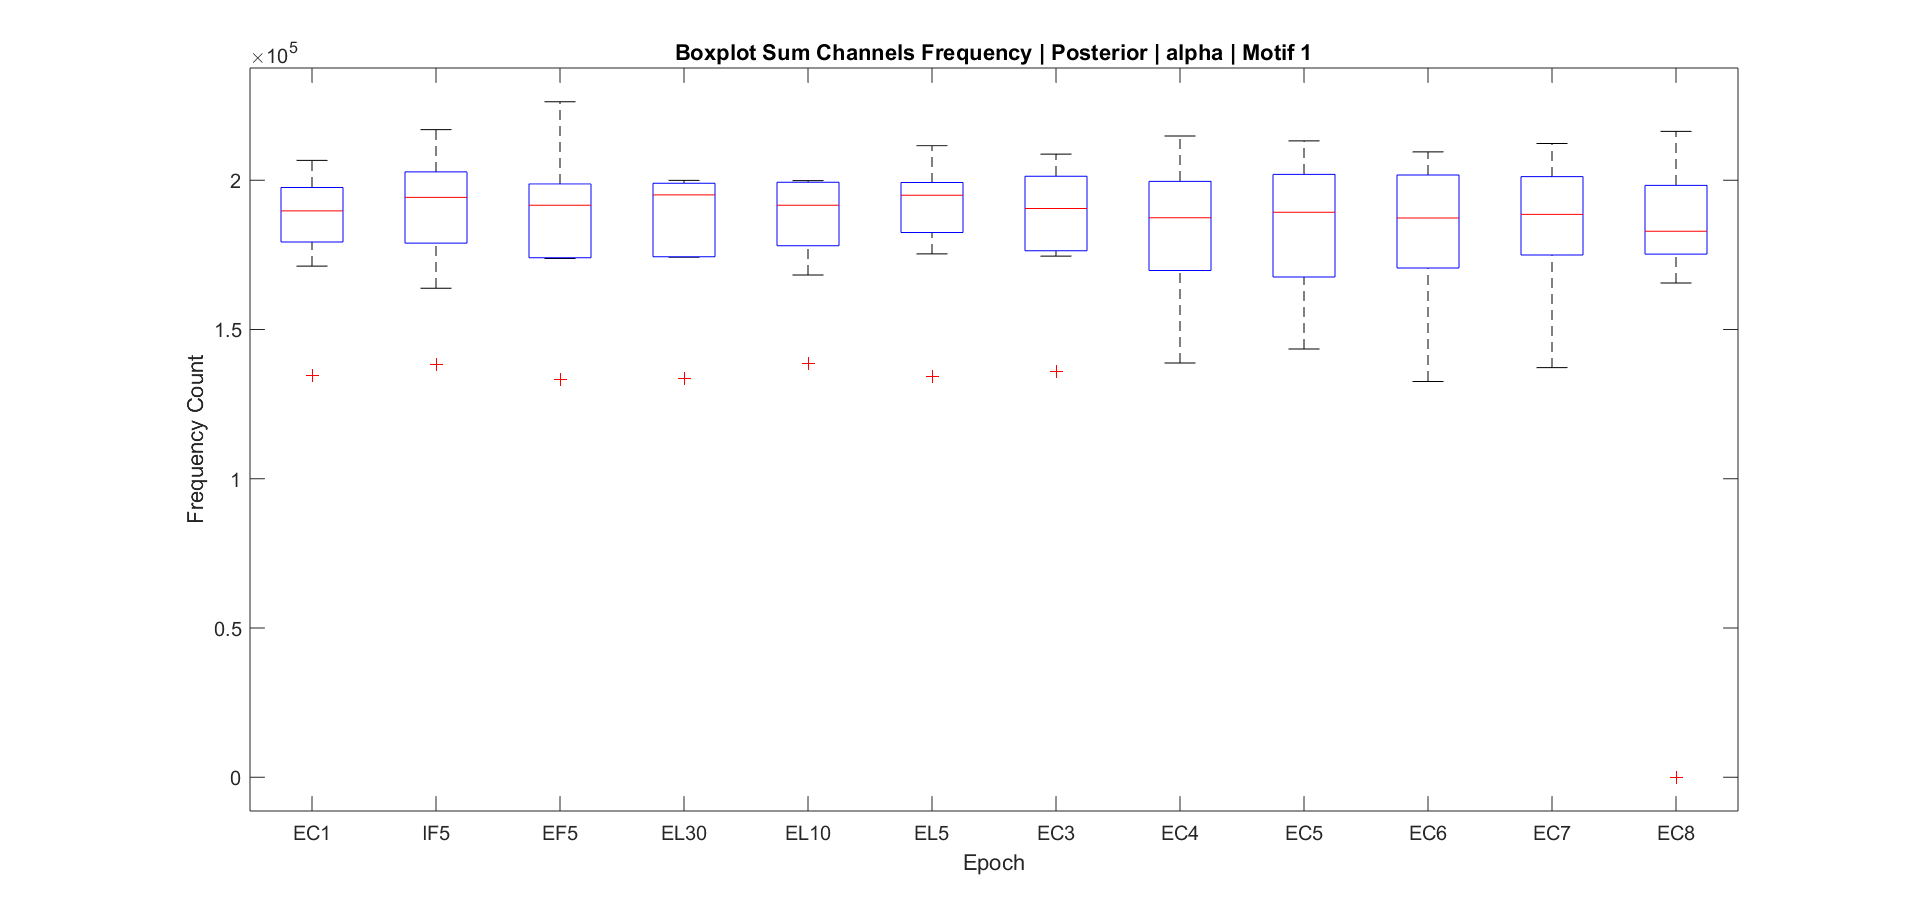 ×10^5
Boxplot Sum Channels Frequency | Posterior | alpha | Motif 1
2
1.5
1
0.5
0
Frequency Count
EC1 IF5 EF5 EL30 EL10 EL5 EC3 EC4 EC5 EC6 EC7 EC8
Epoch